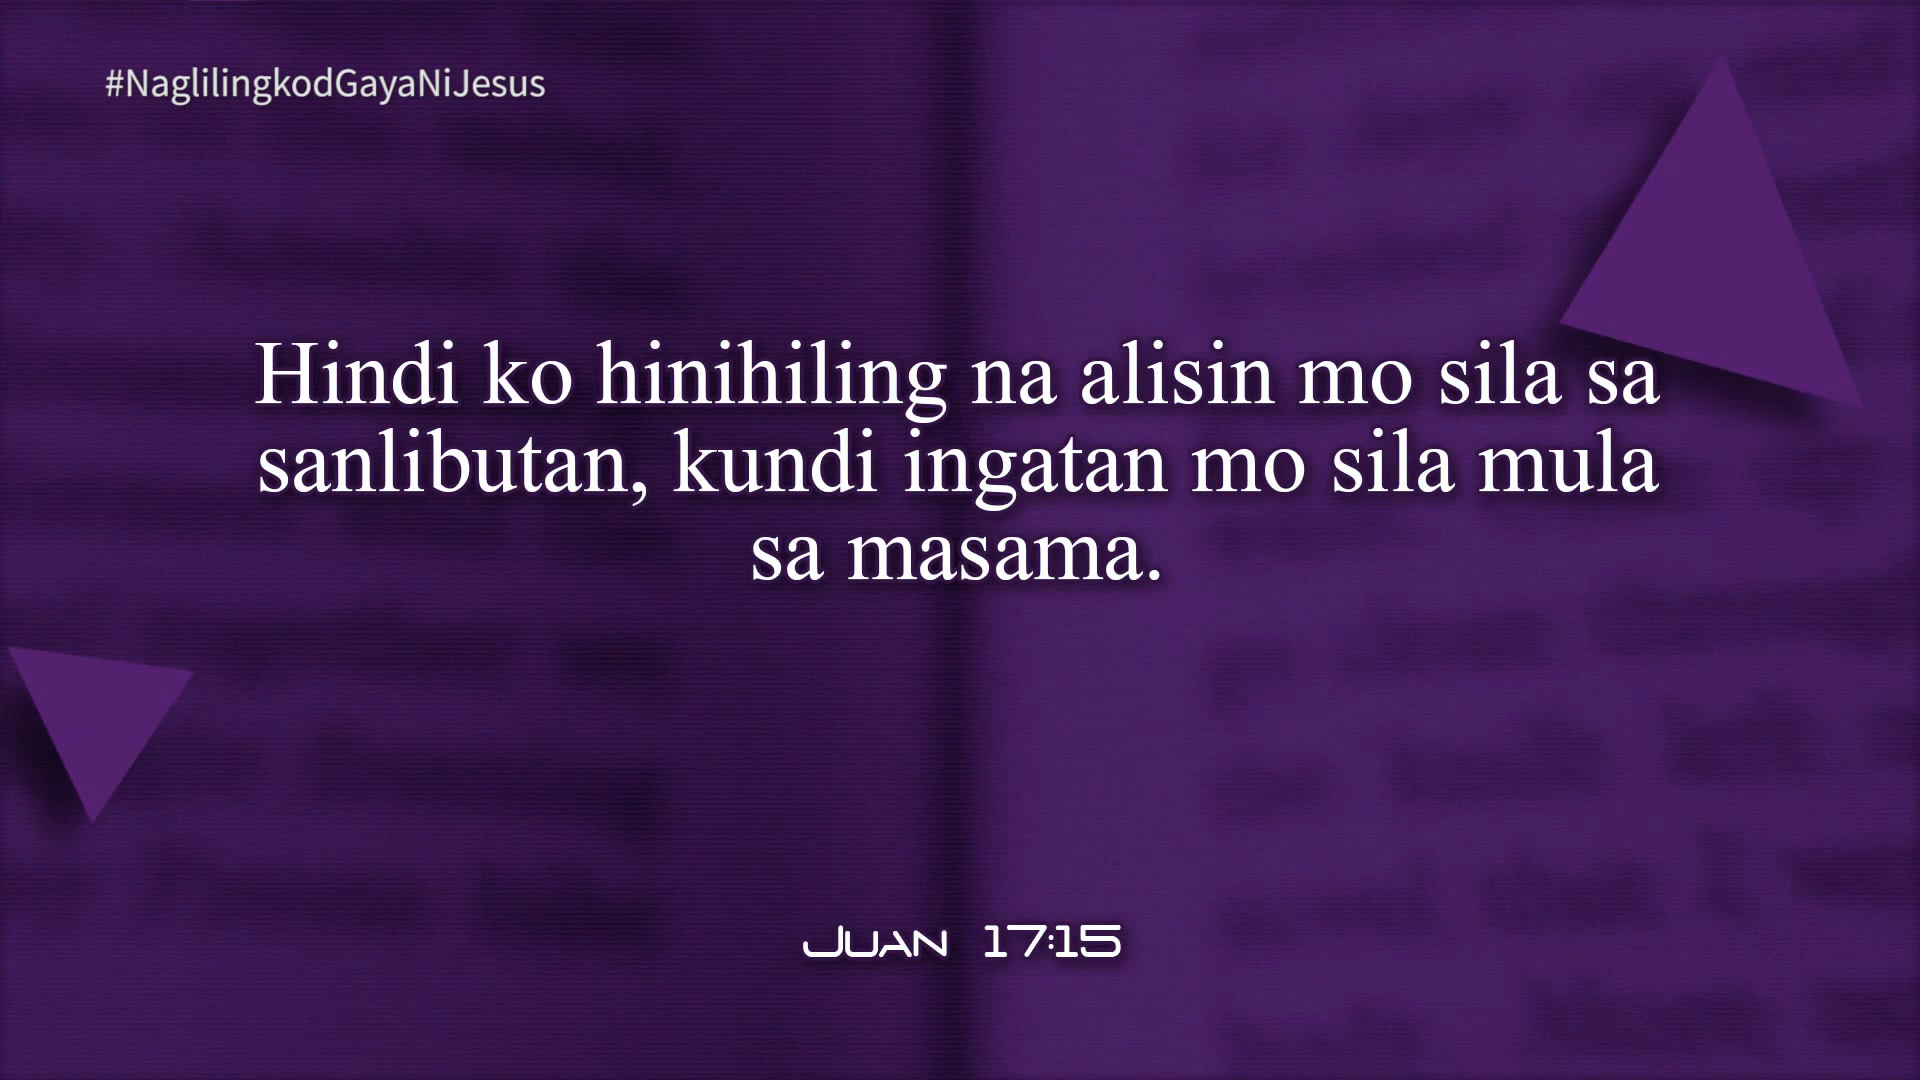 #NaglilingkodGayaNiJesus
Hindi ko hinihiling na alisin mo sila sa
sanlibutan, kundi ingatan mo sila mula
sa masama.
Juan 17:15